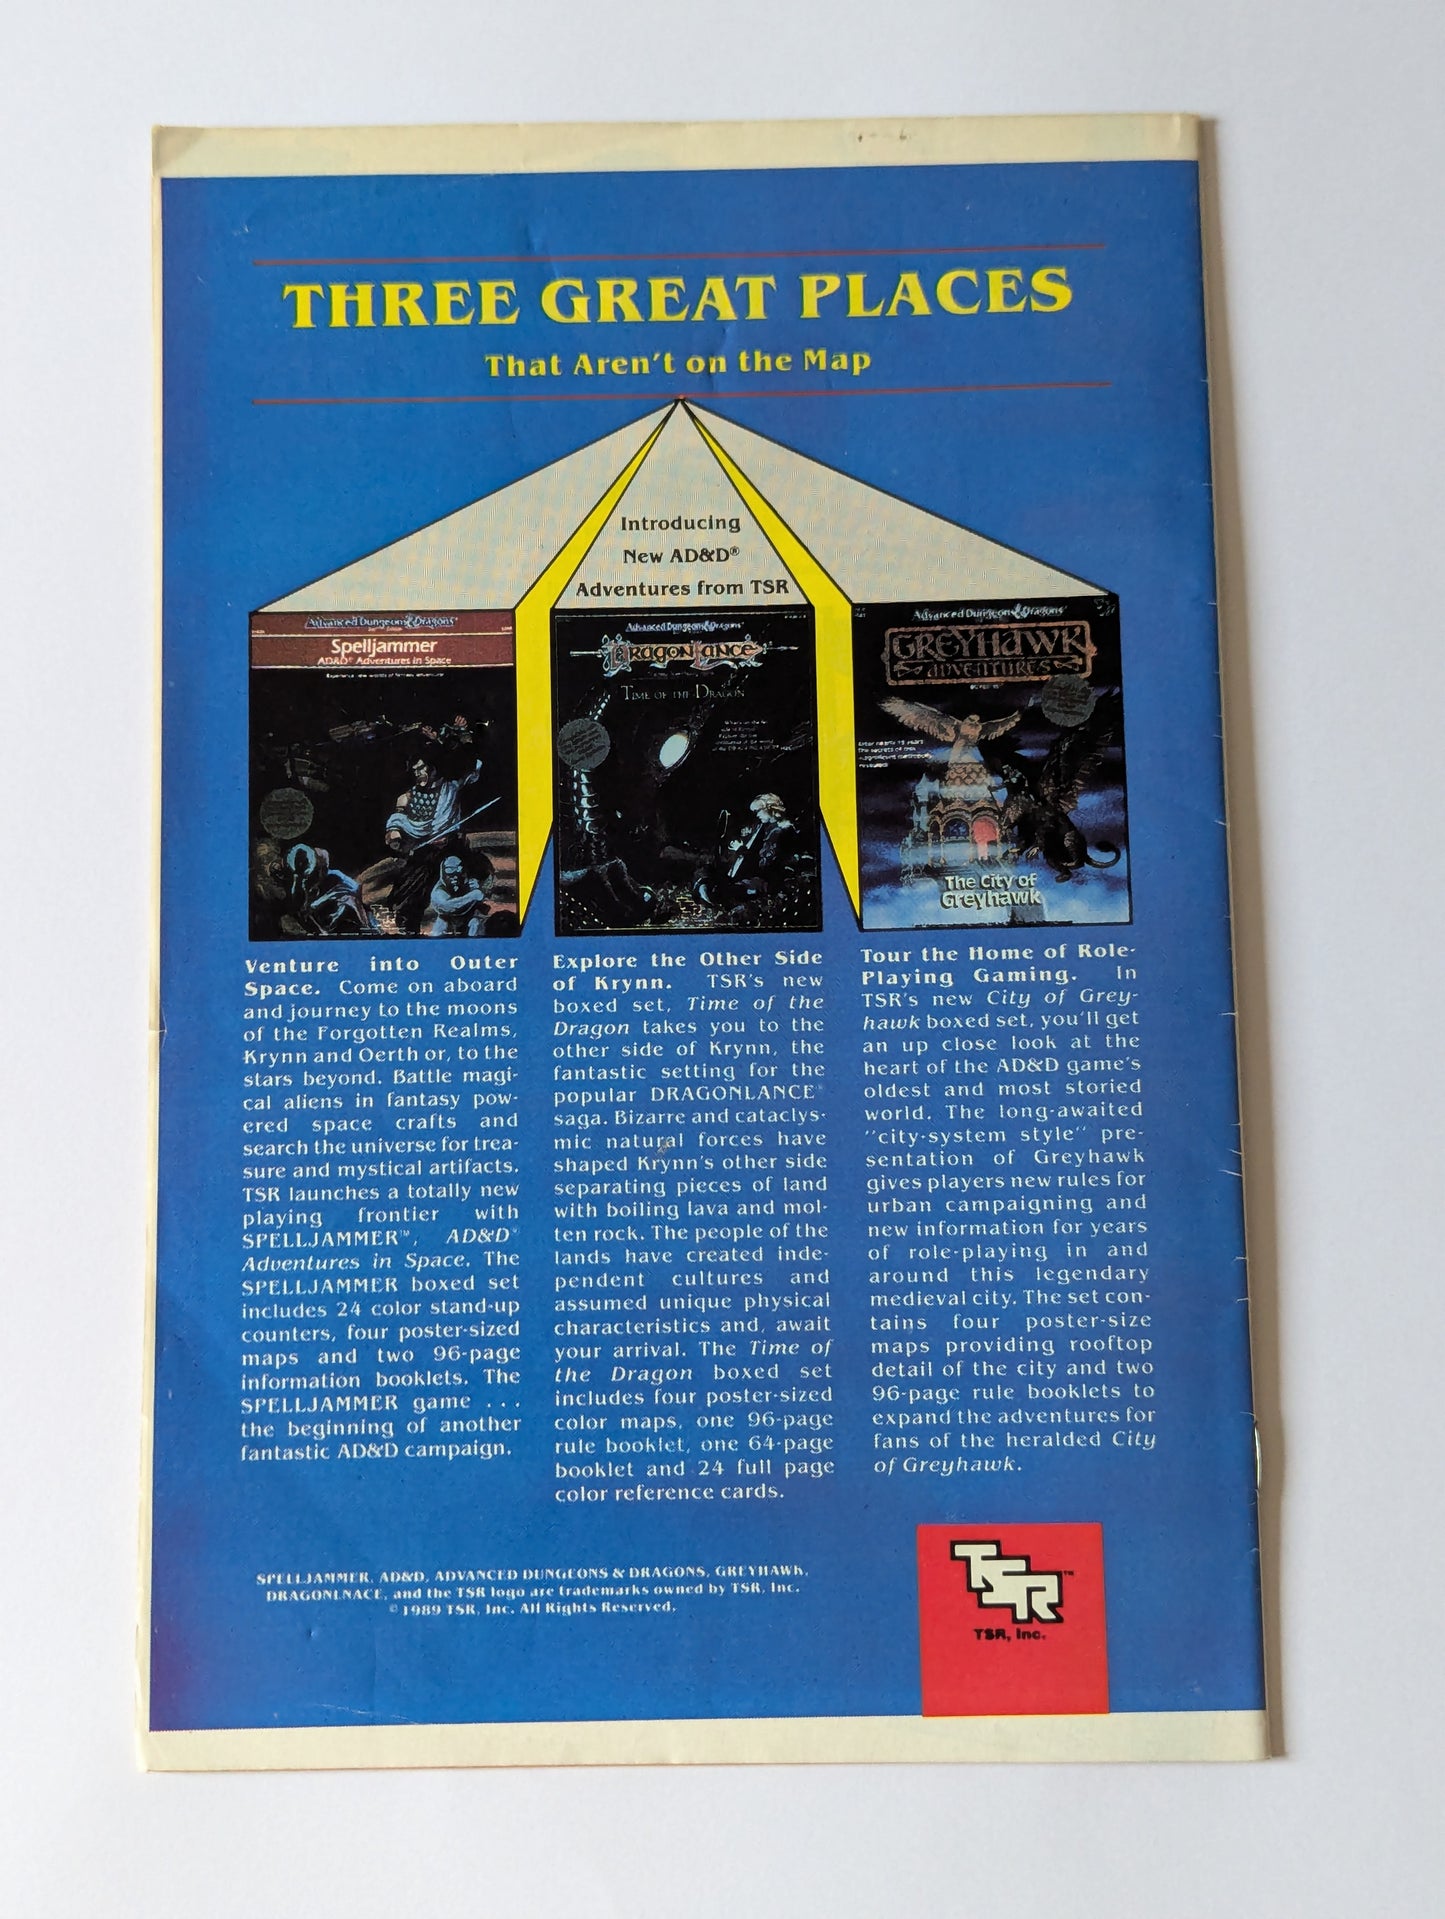 THREE GREAT PLACES
That Aren't on the Map
Introducing
New AD&D®
Adventures from TSR
Advanced Dungeons & Dragons®
Spelljammer
AD&D® Adventures in Space
Advanced Dungeons & Dragons
DRAGONLANCE
TIME OF THE DRAGON
Advanced Dungeons & Dragons®
GREYHAWK
ADVENTURES
The City of
Greyhawk
Venture into Outer
Space. Come on aboard
and journey to the moons
of the Forgotten Realms,
Krynn and Oerth or, to the
stars beyond. Battle magi-
cal aliens in fantasy pow-
ered space crafts and
search the universe for trea-
sure and mystical artifacts.
TSR launches a totally new
playing frontier with
SPELLJAMMER™, AD&D®
Adventures in Space. The
SPELLJAMMER boxed set
includes 24 color stand-up
counters, four poster-sized
maps and two 96-page
information booklets. The
SPELLJAMMER game . . .
the beginning of another
fantastic AD&D campaign.
Explore the Other Side
of Krynn. TSR's new
boxed set, Time of the
Dragon takes you to the
other side of Krynn, the
fantastic setting for the
popular DRAGONLANCE®
saga. Bizarre and cataclys-
mic natural forces have
shaped Krynn's other side
separating pieces of land
with boiling lava and mol-
ten rock. The people of the
lands have created inde-
pendent cultures and
assumed unique physical
characteristics and, await
your arrival. The Time of
the Dragon boxed set
includes four poster-sized
color maps, one 96-page
rule booklet, one 64-page
booklet and 24 full page
color reference cards.
Tour the Home of Role-
Playing Gaming. In
TSR's new City of Grey-
hawk boxed set, you'll get
an up close look at the
heart of the AD&D game's
oldest and most storied
world. The long-awaited
"city-system style" pre-
sentation of Greyhawk
gives players new rules for
urban campaigning and
new information for years
of role-playing in and
around this legendary
medieval city. The set con-
tains four poster-size
maps providing rooftop
detail of the city and two
96-page rule booklets to
expand the adventures for
fans of the heralded City
of Greyhawk.
SPELLJAMMER, AD&D, ADVANCED DUNGEONS & DRAGONS, GREYHAWK,
DRAGONLNACE, and the TSR logo are trademarks owned by TSR, Inc.
©1989 TSR, Inc. All Rights Reserved.
TSR™
TSR, Inc.